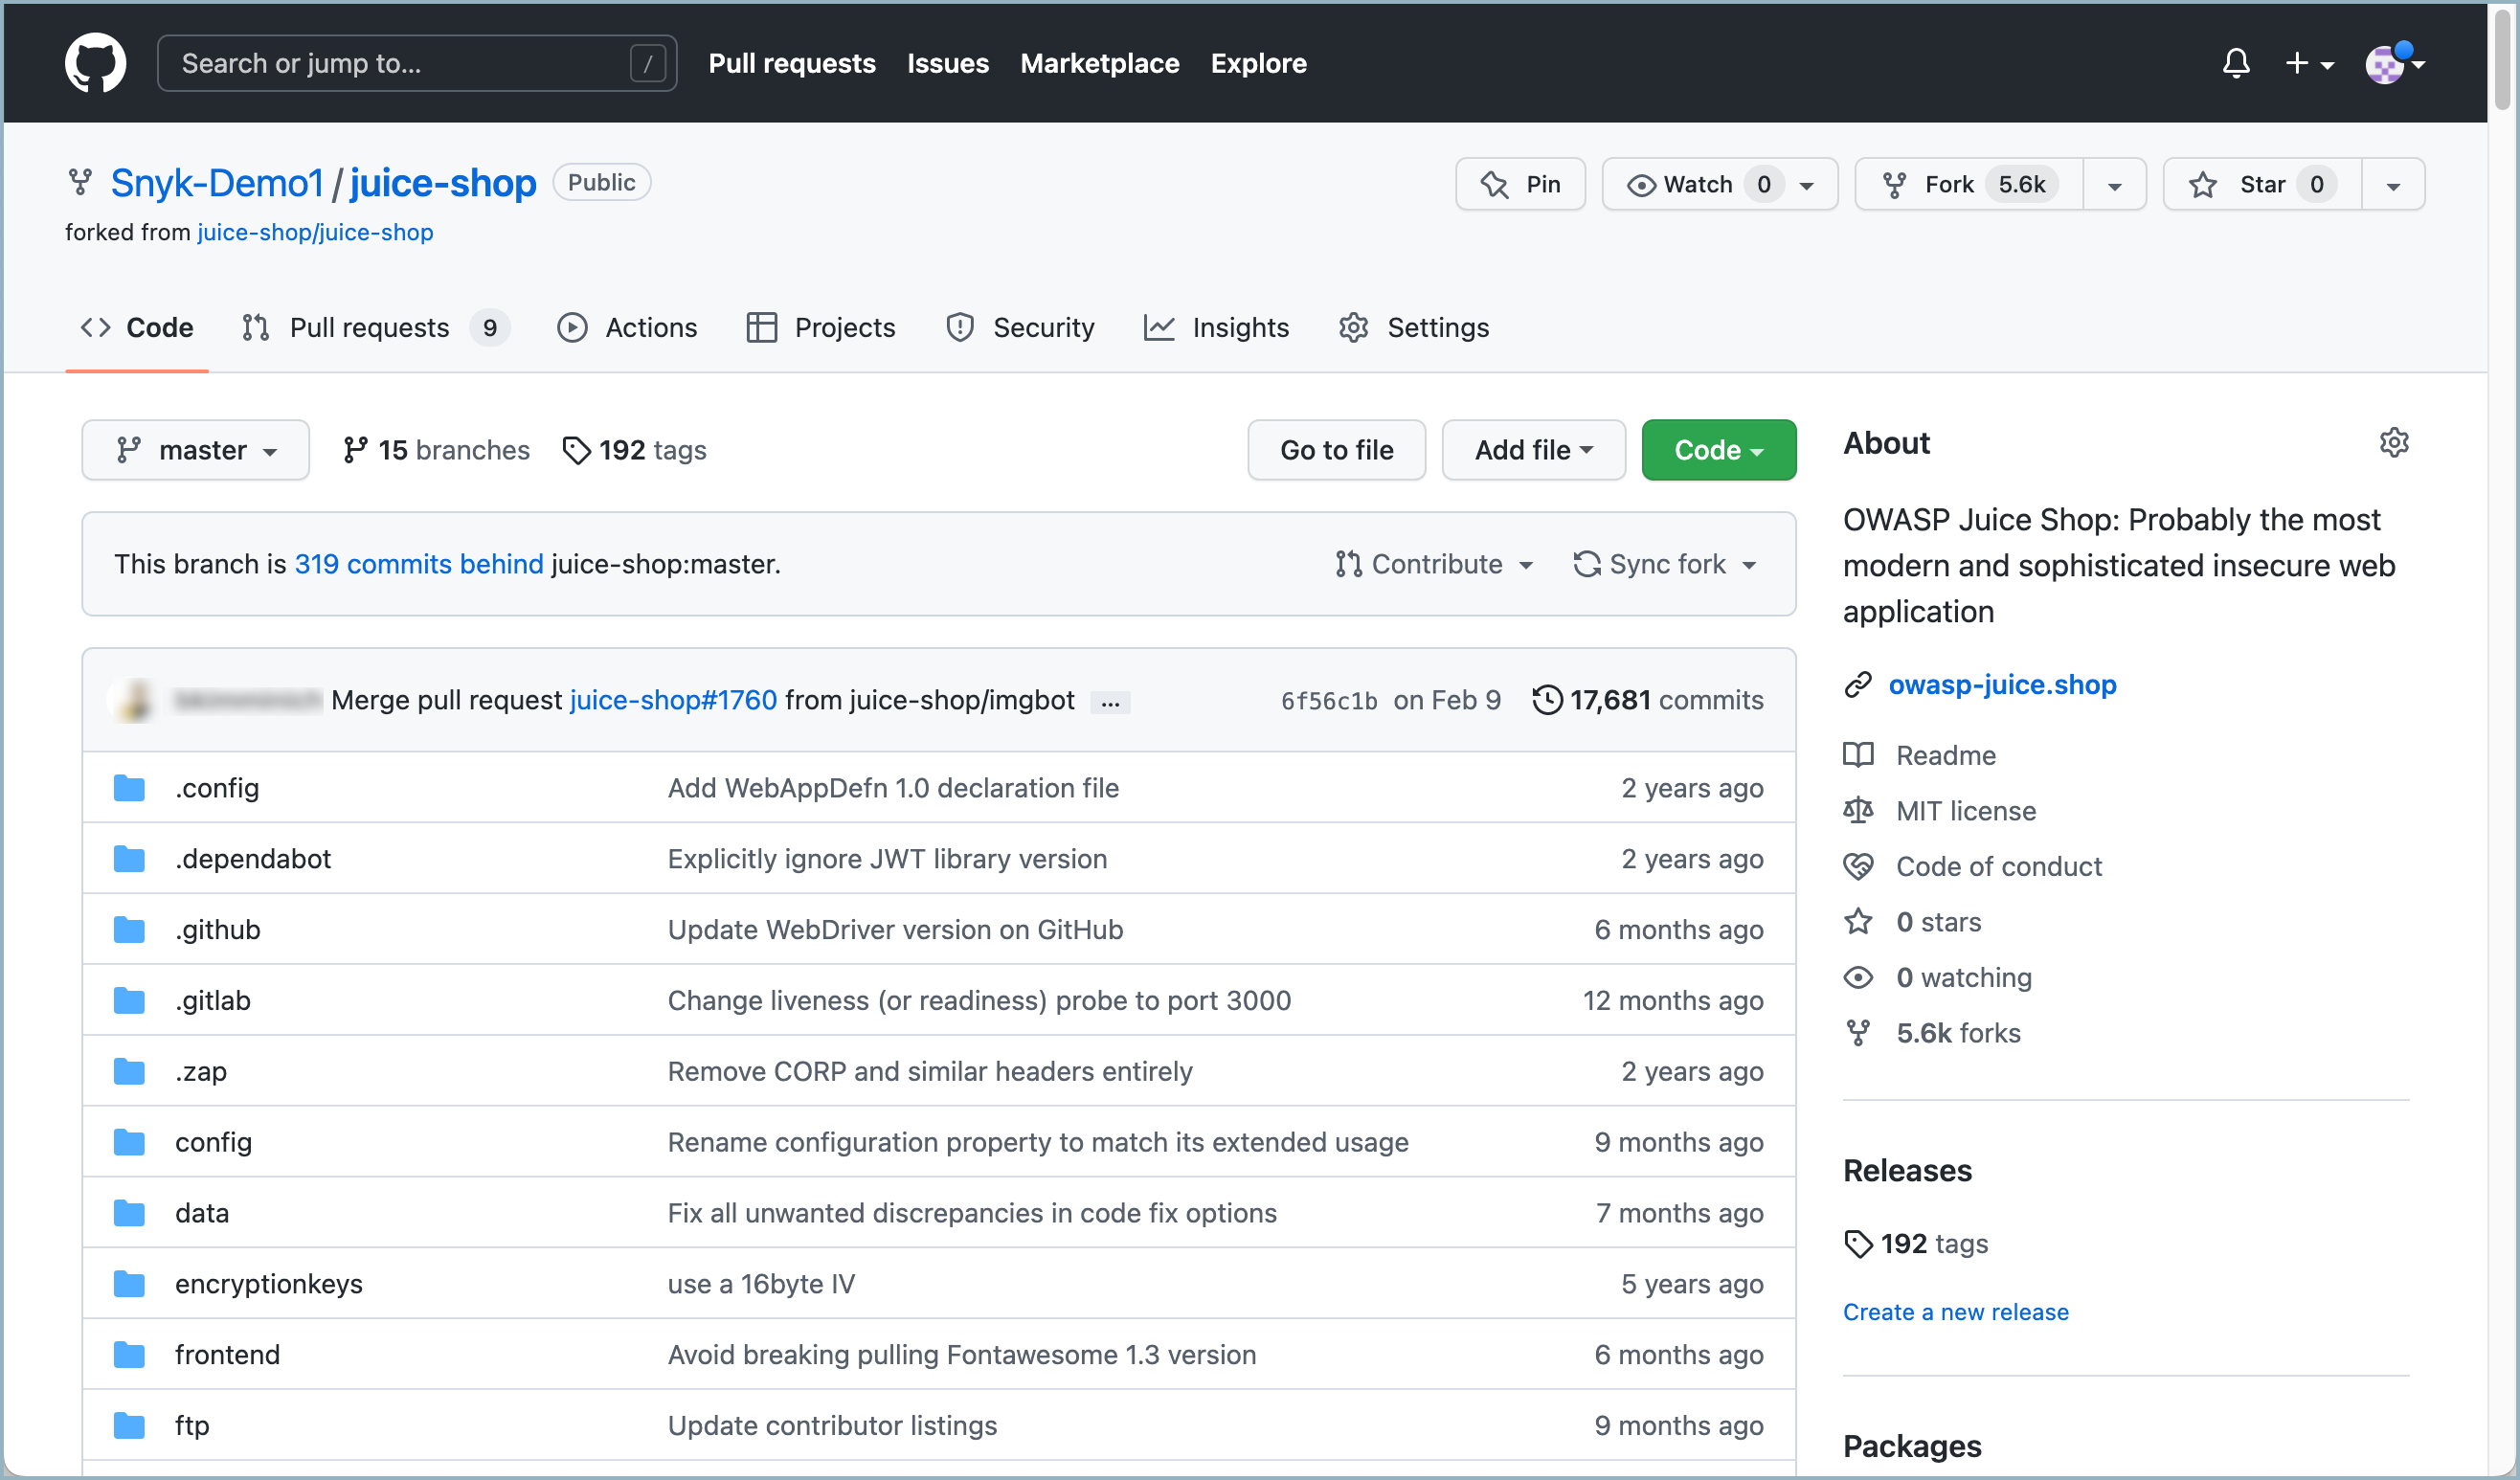 Search or jump to... /
Pull requests Issues Marketplace Explore
Snyk-Demo1 / juice-shop Public
Pin Watch 0 Fork 5.6k Star 0
forked from juice-shop/juice-shop
Code Pull requests 9 Actions Projects Security Insights Settings
master 15 branches 192 tags Go to file Add file Code
This branch is 319 commits behind juice-shop:master. Contribute Sync fork
Merge pull request juice-shop#1760 from juice-shop/imgbot ... 6f56c1b on Feb 9 17,681 commits
.config Add WebAppDefn 1.0 declaration file 2 years ago
.dependabot Explicitly ignore JWT library version 2 years ago
.github Update WebDriver version on GitHub 6 months ago
.gitlab Change liveness (or readiness) probe to port 3000 12 months ago
.zap Remove CORP and similar headers entirely 2 years ago
config Rename configuration property to match its extended usage 9 months ago
data Fix all unwanted discrepancies in code fix options 7 months ago
encryptionkeys use a 16byte IV 5 years ago
frontend Avoid breaking pulling Fontawesome 1.3 version 6 months ago
ftp Update contributor listings 9 months ago
About
OWASP Juice Shop: Probably the most
modern and sophisticated insecure web
application
owasp-juice.shop
Readme
MIT license
Code of conduct
0 stars
0 watching
5.6k forks
Releases
192 tags
Create a new release
Packages